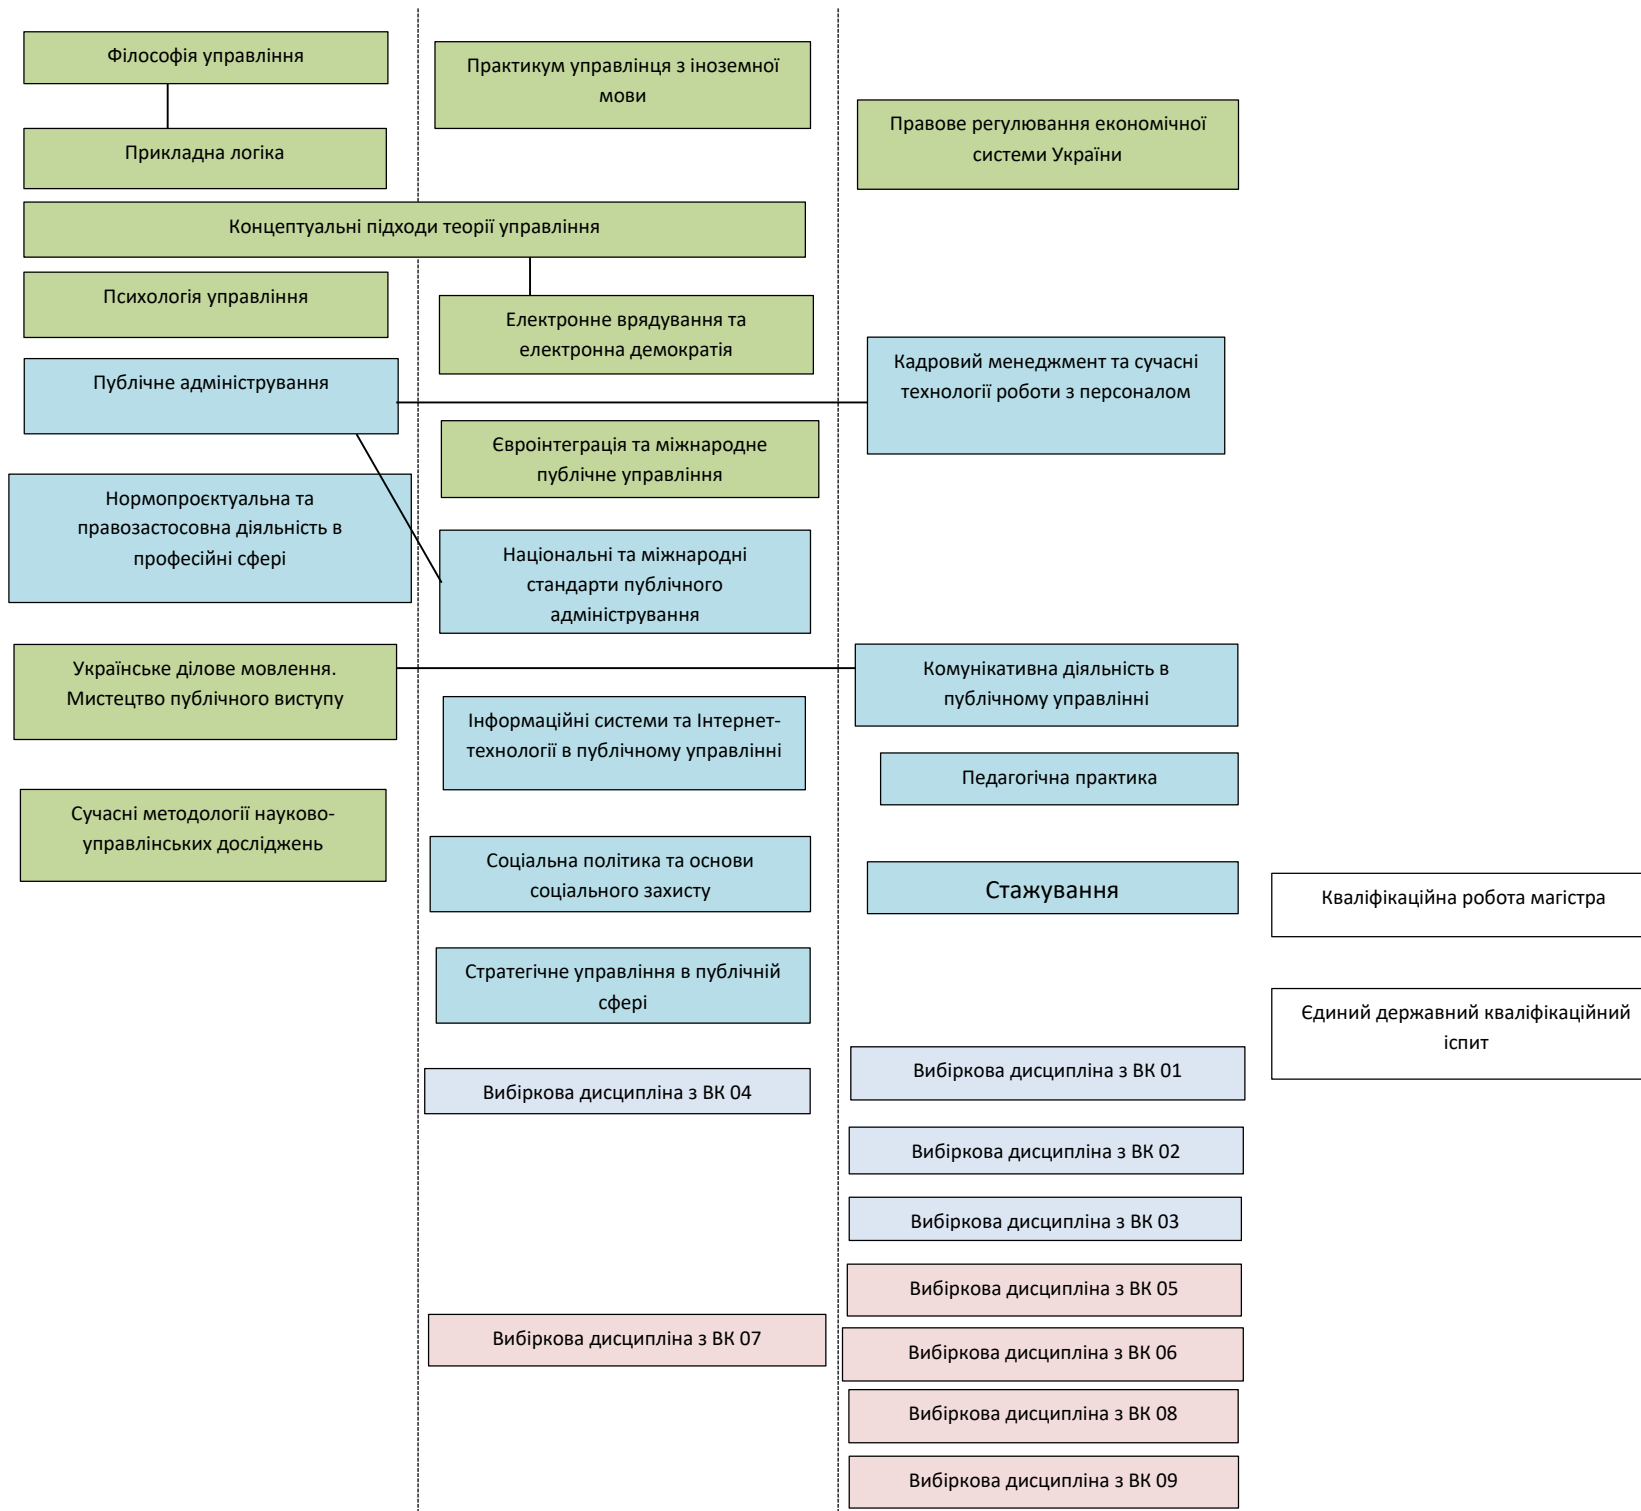 Філософія управління
Прикладна логіка
Концептуальні підходи теорії управління
Психологія управління
Публічне адміністрування
Нормопроєктуальна та
правозастосовна діяльність в
професійні сфері
Українське ділове мовлення.
Мистецтво публічного виступу
Сучасні методології науково-
управлінських досліджень
Практикум управлінця з іноземної
мови
Електронне врядування та
електронна демократія
Євроінтеграція та міжнародне
публічне управління
Національні та міжнародні
стандарти публічного
адміністрування
Інформаційні системи та Інтернет-
технології в публічному управлінні
Соціальна політика та основи
соціального захисту
Стратегічне управління в публічній
сфері
Вибіркова дисципліна з ВК 04
Вибіркова дисципліна з ВК 07
Правове регулювання економічної
системи України
Кадровий менеджмент та сучасні
технології роботи з персоналом
Комунікативна діяльність в
публічному управлінні
Педагогічна практика
Стажування
Вибіркова дисципліна з ВК 01
Вибіркова дисципліна з ВК 02
Вибіркова дисципліна з ВК 03
Вибіркова дисципліна з ВК 05
Вибіркова дисципліна з ВК 06
Вибіркова дисципліна з ВК 08
Вибіркова дисципліна з ВК 09
Кваліфікаційна робота магістра
Єдиний державний кваліфікаційний
іспит